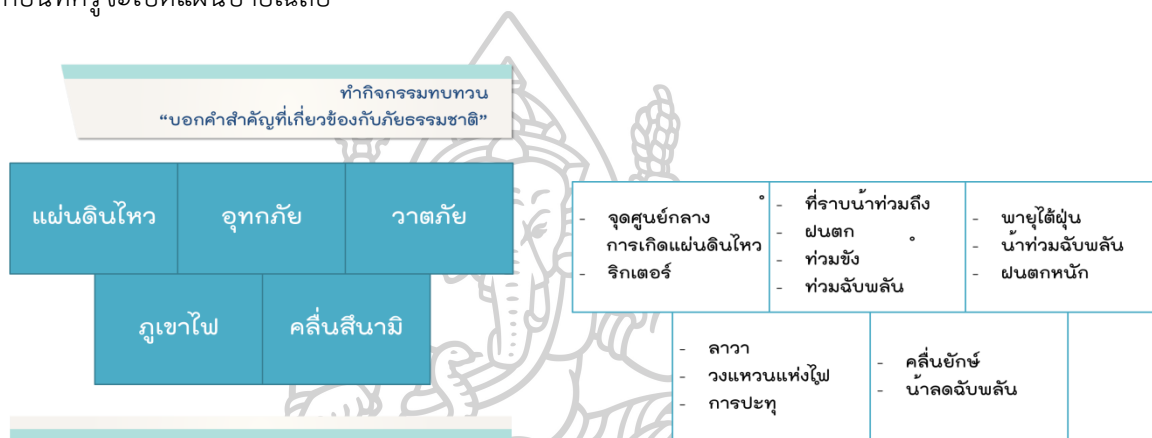 ทำกิจกรรมทบทวน
“บอกคำสำคัญที่เกี่ยวข้องกับภัยธรรมชาติ”
แผ่นดินไหว
อุทกภัย
วาตภัย
ภูเขาไฟ
คลื่นสึนามิ
- จุดศูนย์กลาง
การเกิดแผ่นดินไหว
- ริกเตอร์
- ที่ราบน้ำท่วมถึง
- ฝนตก
- ท่วมขัง
- ท่วมฉับพลัน
- พายุไต้ฝุ่น
- น้ำท่วมฉับพลัน
- ฝนตกหนัก
- ลาวา
- วงแหวนแห่งไฟ
- การปะทุ
- คลื่นยักษ์
- น้ำลดฉับพลัน